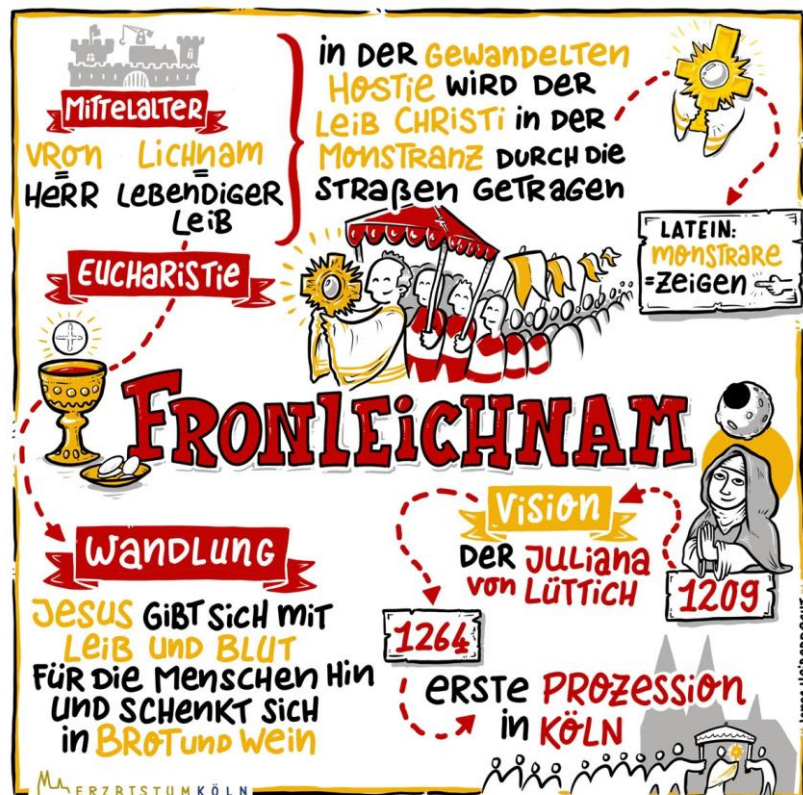 MITTELALTER
VRON LICHNAM
= =
HERR LEBENDIGER
LEIB
IN DER GEWANDELTEN
HOSTIE WIRD DER
LEIB CHRISTI IN DER
MONSTRANZ DURCH DIE
STRAßEN GETRAGEN
LATEIN:
MONSTRARE
=ZEIGEN
EUCHARISTIE
FRONLEICHNAM
WANDLUNG
JESUS GIBT SICH MIT
LEIB UND BLUT
FÜR DIE MENSCHEN HIN
UND SCHENKT SICH
IN BROT UND WEIN
VISION
DER JULIANA
VON LÜTTICH
1209
1264
ERSTE PROZESSION
IN KÖLN
ERZBISTUM KÖLN